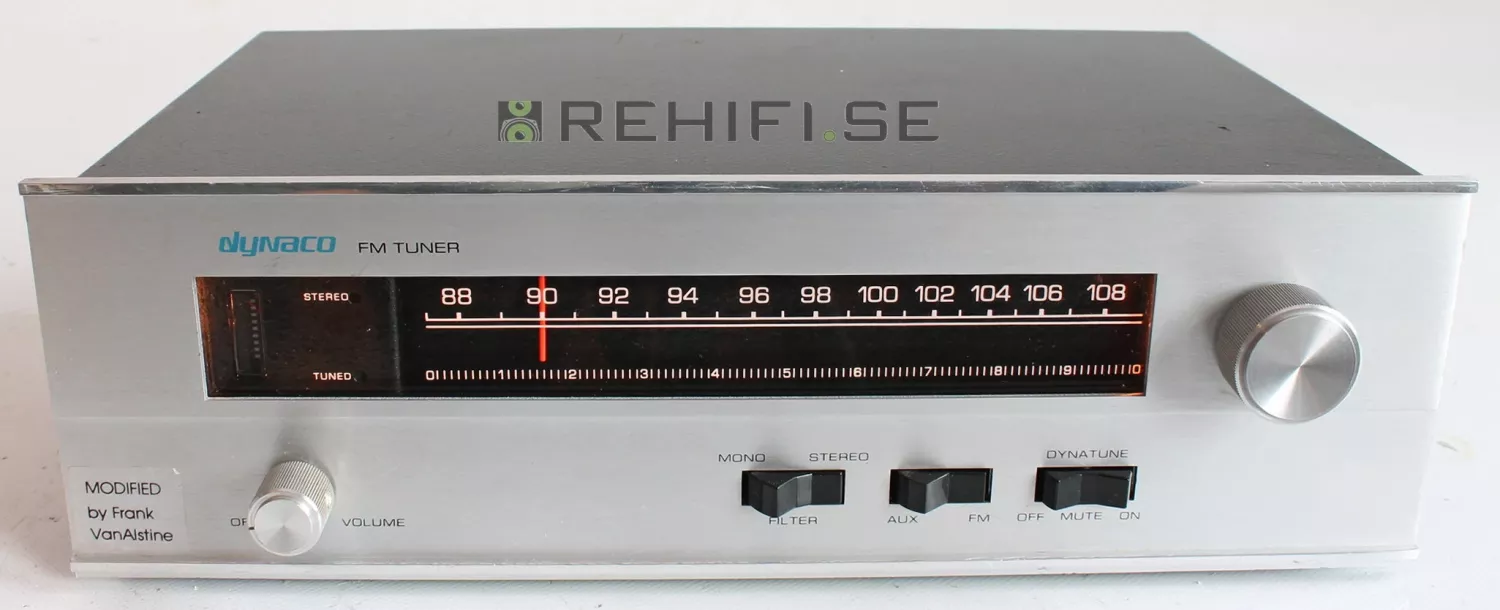 REHIFI.SE
dynaco FM TUNER
STEREO
88 90 92 94 96 98 100 102 104 106 108
TUNED
0 1 2 3 4 5 6 7 8 9 0
MONO STEREO
FILTER
AUX FM
DYNATUNE
OFF MUTE ON
VOLUME
MODIFIED
by Frank
VanAlstine